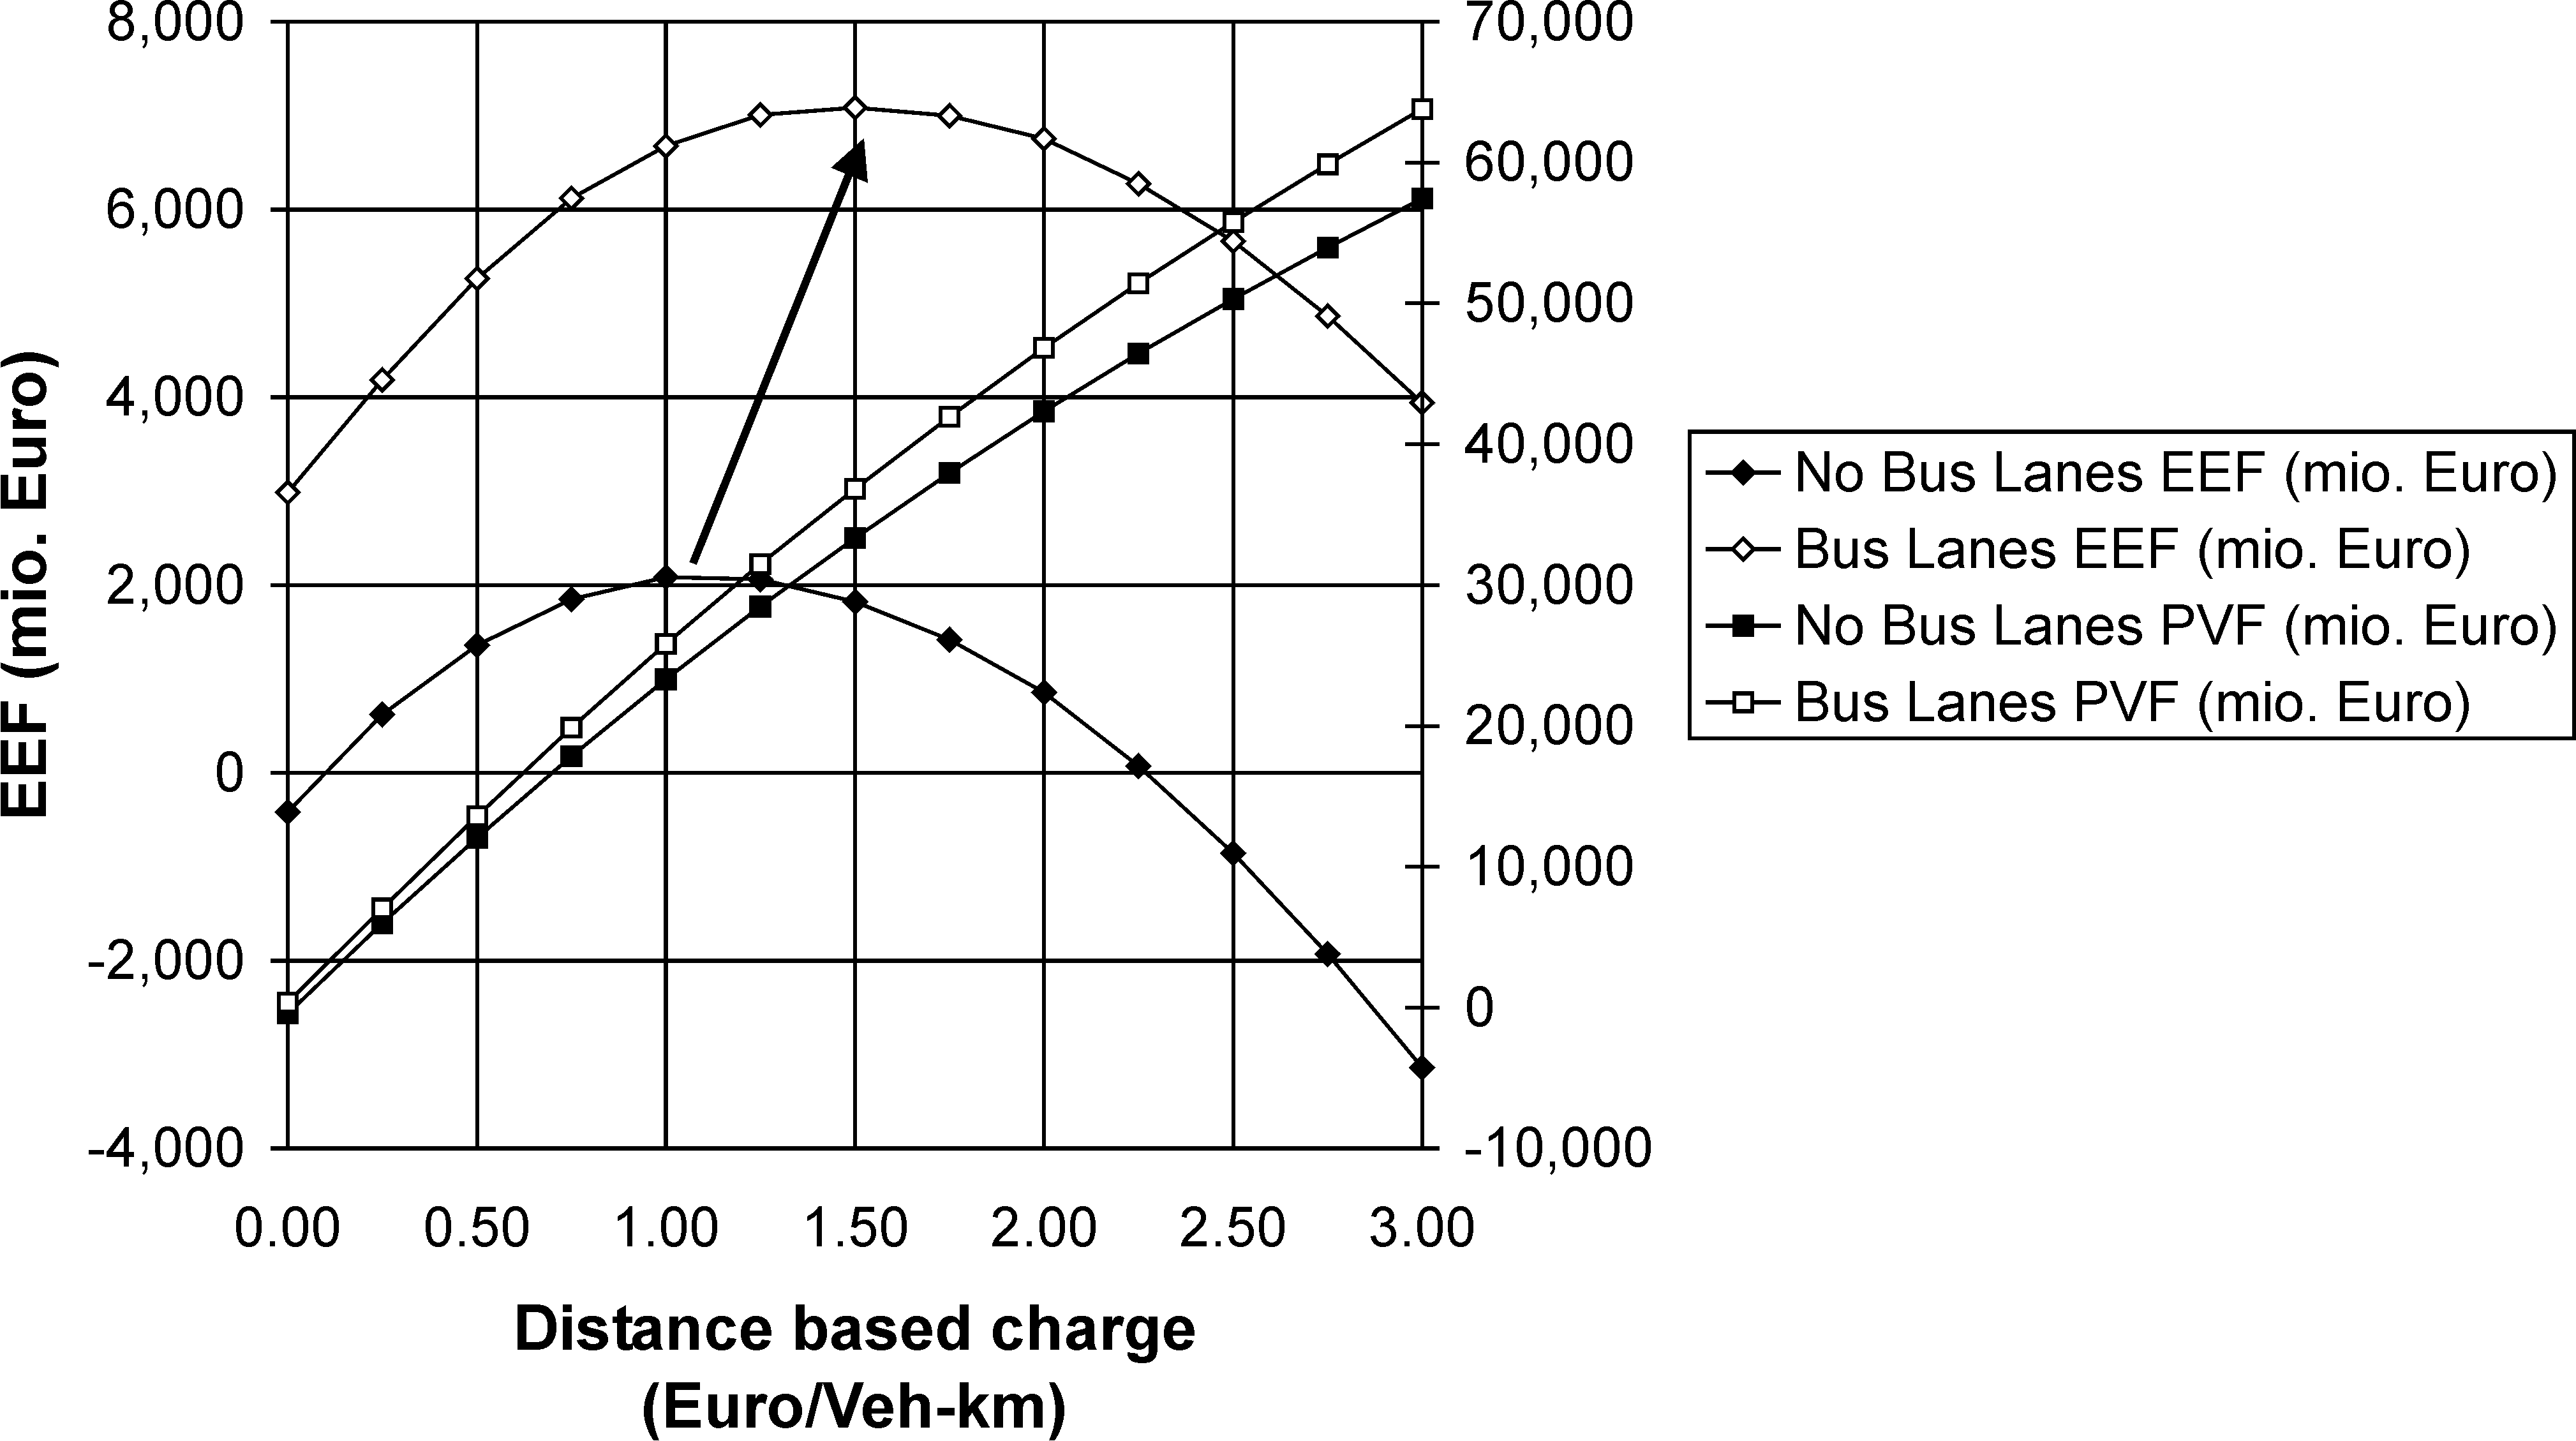 8,000
6,000
4,000
2,000
0
-2,000
-4,000
EEF (mio. Euro)
70,000
60,000
50,000
40,000
30,000
20,000
10,000
0
-10,000
0.00 0.50 1.00 1.50 2.00 2.50 3.00
Distance based charge
(Euro/Veh-km)
No Bus Lanes EEF (mio. Euro)
Bus Lanes EEF (mio. Euro)
No Bus Lanes PVF (mio. Euro)
Bus Lanes PVF (mio. Euro)